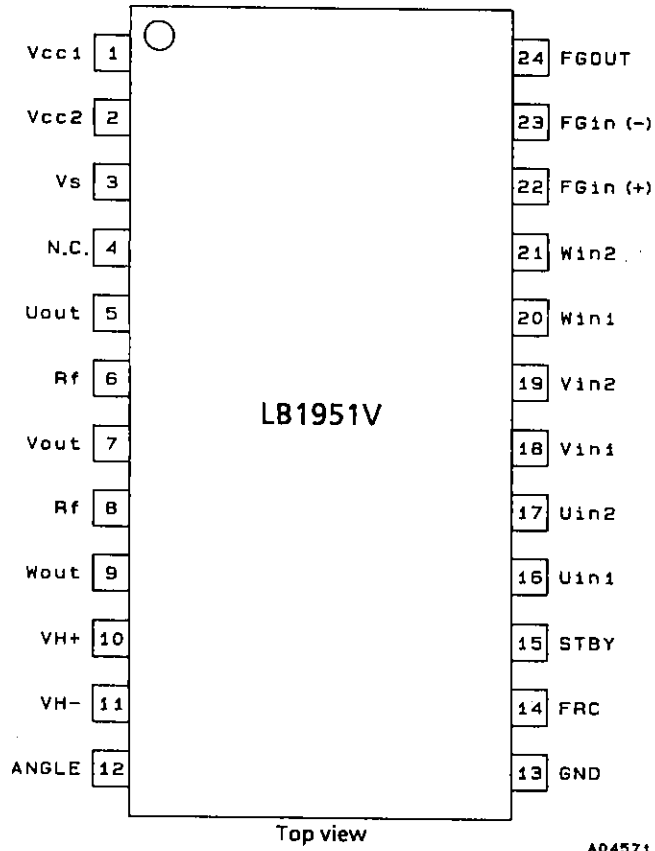 Vcc1 1
Vcc2 2
Vs 3
N.C. 4
Uout 5
Rf 6
Vout 7
Rf 8
Wout 9
VH+ 10
VH- 11
ANGLE 12
LB1951V
24 FGOUT
23 FGin (-)
22 FGin (+)
21 Win2
20 Win1
19 Vin2
18 Vin1
17 Uin2
16 Uin1
15 STBY
14 FRC
13 GND
Top view
A04571